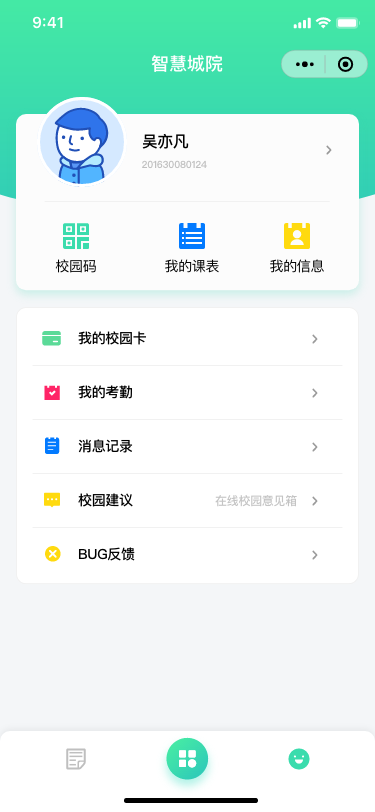 9:41
智慧城院
吴亦凡
201630080124
校园码
我的课表
我的信息
我的校园卡
我的考勤
消息记录
校园建议
在线校园意见箱
BUG反馈